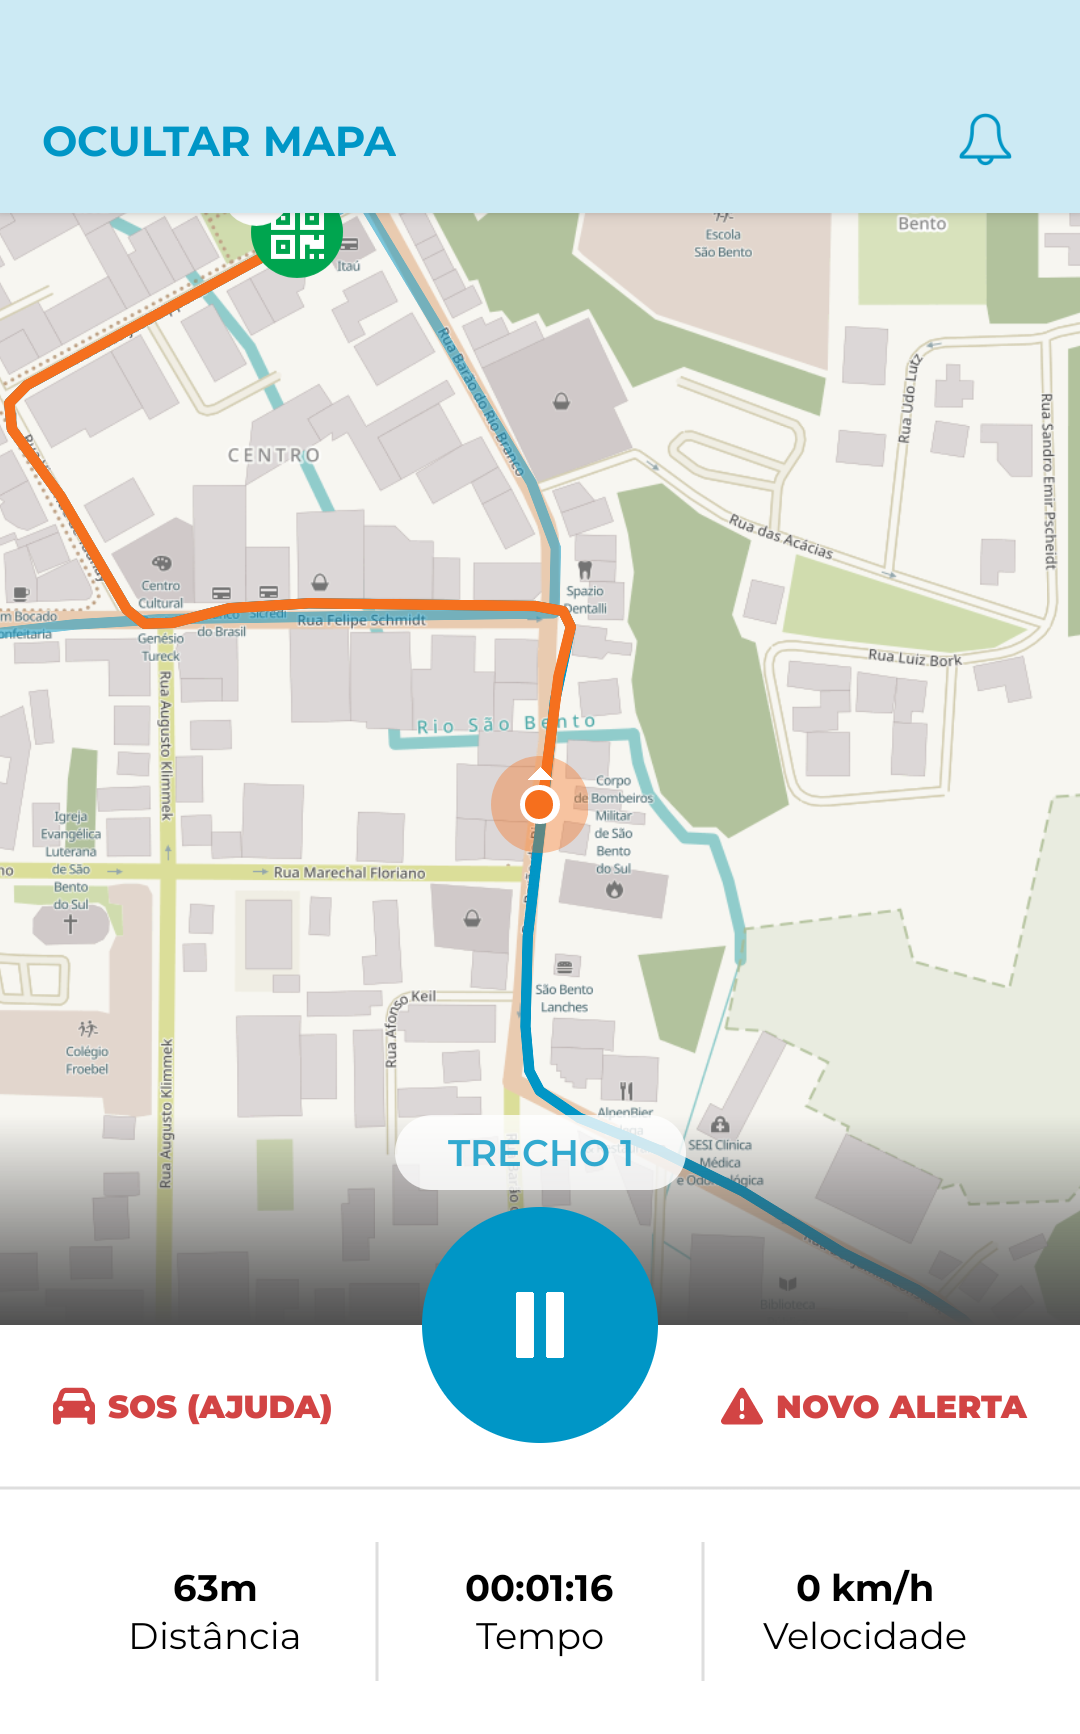 OCULTAR MAPA
Bento
Escola
São Bento
Itaú
Rua Barão do Rio Branco
Rua Udo Lutz
Rua Sandro Emir Pscheidt
CENTRO
Rua das Acácias
Centro
Cultural
Genésio
Tureck
do Brasil
Sicredi
Spazio
Dentalli
m Bocado
onfeitaria
Rua Felipe Schmidt
Rua Luiz Bork
Rua Augusto Klimmek
Rio São Bento
Corpo
de Bombeiros
Militar
de São
Bento
do Sul
Igreja
Evangélica
Luterana
de São
Bento
do Sul
no
Rua Marechal Floriano
São Bento
Lanches
Rua Afonso Keil
Colégio
Froebel
Rua Augusto Klimmek
AlpenBier
SESI Clínica
Médica
e Odontológica
TRECHO 1
Biblioteca
SOS (AJUDA)
NOVO ALERTA
63m
Distância
00:01:16
Tempo
0 km/h
Velocidade